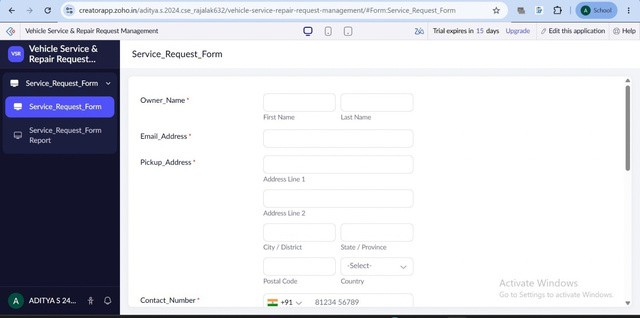 creatorapp.zoho.in/aditya.s.2024.cse_rajalak632/vehicle-service-repair-request-management/#Form:Service_Request_Form
School
Vehicle Service & Repair Request Management
Trial expires in 15 days
Upgrade
Edit this application
Help
VSR
Vehicle Service &
Repair Request...
Service_Request_Form
Service_Request_Form
Service_Request_Form
Report
A
ADITYA S 24...
Service_Request_Form
Owner_Name *
First Name
Last Name
Email_Address *
Pickup_Address *
Address Line 1
Address Line 2
City / District
State / Province
-Select-
Postal Code
Country
Contact_Number *
+91
81234 56789
Activate Windows
Go to Settings to activate Windows.